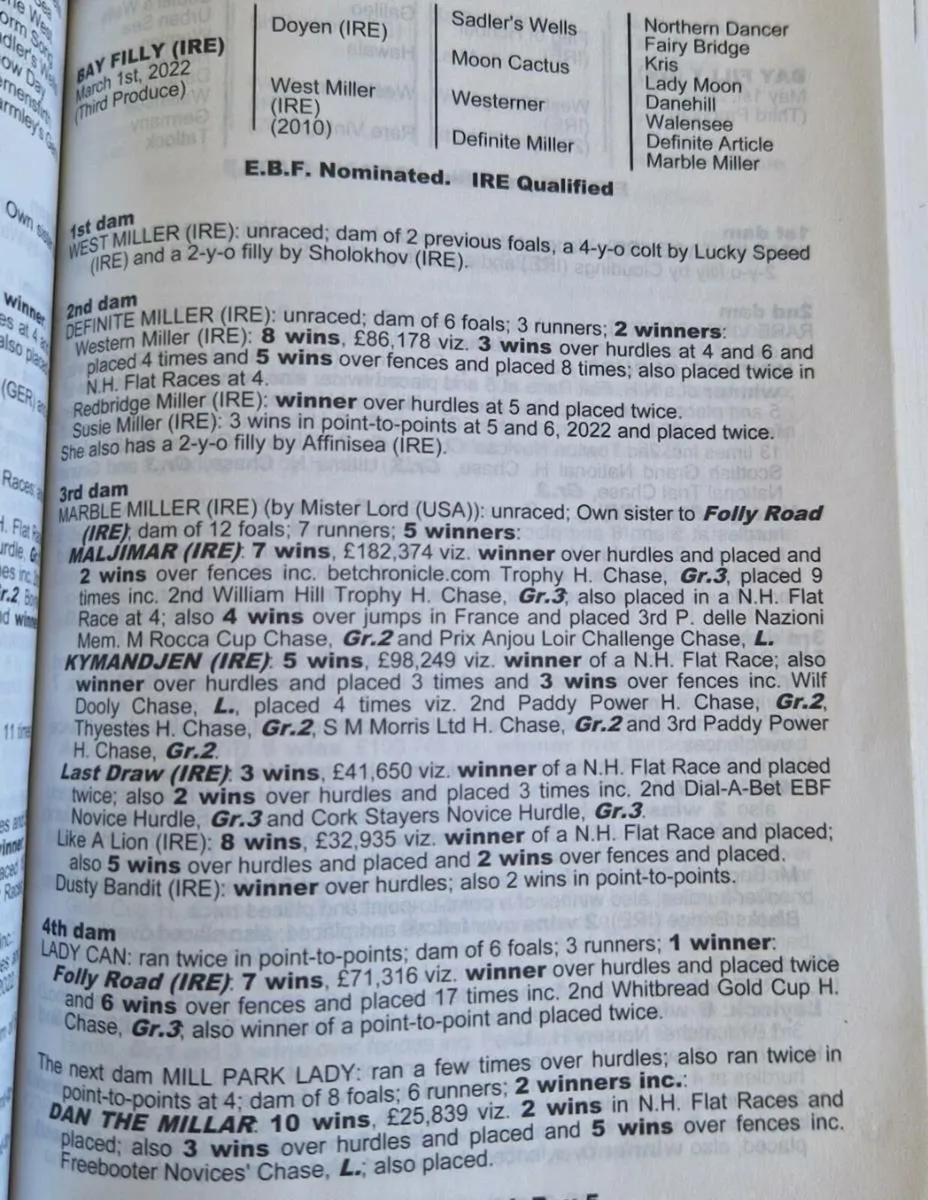 BAY FILLY (IRE)
March 1st, 2022
(Third Produce)
Doyen (IRE)
West Miller
(IRE)
(2010)
Sadler's Wells
Moon Cactus
Westerner
Definite Miller
Northern Dancer
Fairy Bridge
Kris
Lady Moon
Danehill
Walensee
Definite Article
Marble Miller
E.B.F. Nominated. IRE Qualified
1st dam
WEST MILLER (IRE): unraced; dam of 2 previous foals, a 4-y-o colt by Lucky Speed
(IRE) and a 2-y-o filly by Sholokhov (IRE).
2nd dam
DEFINITE MILLER (IRE): unraced; dam of 6 foals; 3 runners; 2 winners:
Western Miller (IRE): 8 wins, £86,178 viz. 3 wins over hurdles at 4 and 6 and
placed 4 times and 5 wins over fences and placed 8 times; also placed twice in
N.H. Flat Races at 4.
Redbridge Miller (IRE): winner over hurdles at 5 and placed twice.
Susie Miller (IRE): 3 wins in point-to-points at 5 and 6, 2022 and placed twice.
She also has a 2-y-o filly by Affinisea (IRE).
3rd dam
MARBLE MILLER (IRE) (by Mister Lord (USA)): unraced; Own sister to Folly Road
(IRE); dam of 12 foals; 7 runners; 5 winners:
MALJIMAR (IRE): 7 wins, £182,374 viz. winner over hurdles and placed and
2 wins over fences inc. betchronicle.com Trophy H. Chase, Gr.3, placed 9
times inc. 2nd William Hill Trophy H. Chase, Gr.3; also placed in a N.H. Flat
Race at 4; also 4 wins over jumps in France and placed 3rd P. delle Nazioni
Mem. M Rocca Cup Chase, Gr.2 and Prix Anjou Loir Challenge Chase, L.
KYMANDJEN (IRE): 5 wins, £98,249 viz. winner of a N.H. Flat Race; also
winner over hurdles and placed 3 times and 3 wins over fences inc. Wilf
Dooly Chase, L., placed 4 times viz. 2nd Paddy Power H. Chase, Gr.2,
Thyestes H. Chase, Gr.2, S M Morris Ltd H. Chase, Gr.2 and 3rd Paddy Power
H. Chase, Gr.2.
Last Draw (IRE): 3 wins, £41,650 viz. winner of a N.H. Flat Race and placed
twice; also 2 wins over hurdles and placed 3 times inc. 2nd Dial-A-Bet EBF
Novice Hurdle, Gr.3 and Cork Stayers Novice Hurdle, Gr.3.
Like A Lion (IRE): 8 wins, £32,935 viz. winner of a N.H. Flat Race and placed;
also 5 wins over hurdles and placed and 2 wins over fences and placed.
Dusty Bandit (IRE): winner over hurdles; also 2 wins in point-to-points.
4th dam
LADY CAN: ran twice in point-to-points; dam of 6 foals; 3 runners; 1 winner:
Folly Road (IRE): 7 wins, £71,316 viz. winner over hurdles and placed twice
and 6 wins over fences and placed 17 times inc. 2nd Whitbread Gold Cup H.
Chase, Gr.3; also winner of a point-to-point and placed twice.
The next dam MILL PARK LADY: ran a few times over hurdles; also ran twice in
point-to-points at 4; dam of 8 foals; 6 runners; 2 winners inc.:
DAN THE MILLAR: 10 wins, £25,839 viz. 2 wins in N.H. Flat Races and
placed; also 3 wins over hurdles and placed and 5 wins over fences inc.
Freebooter Novices' Chase, L.; also placed.